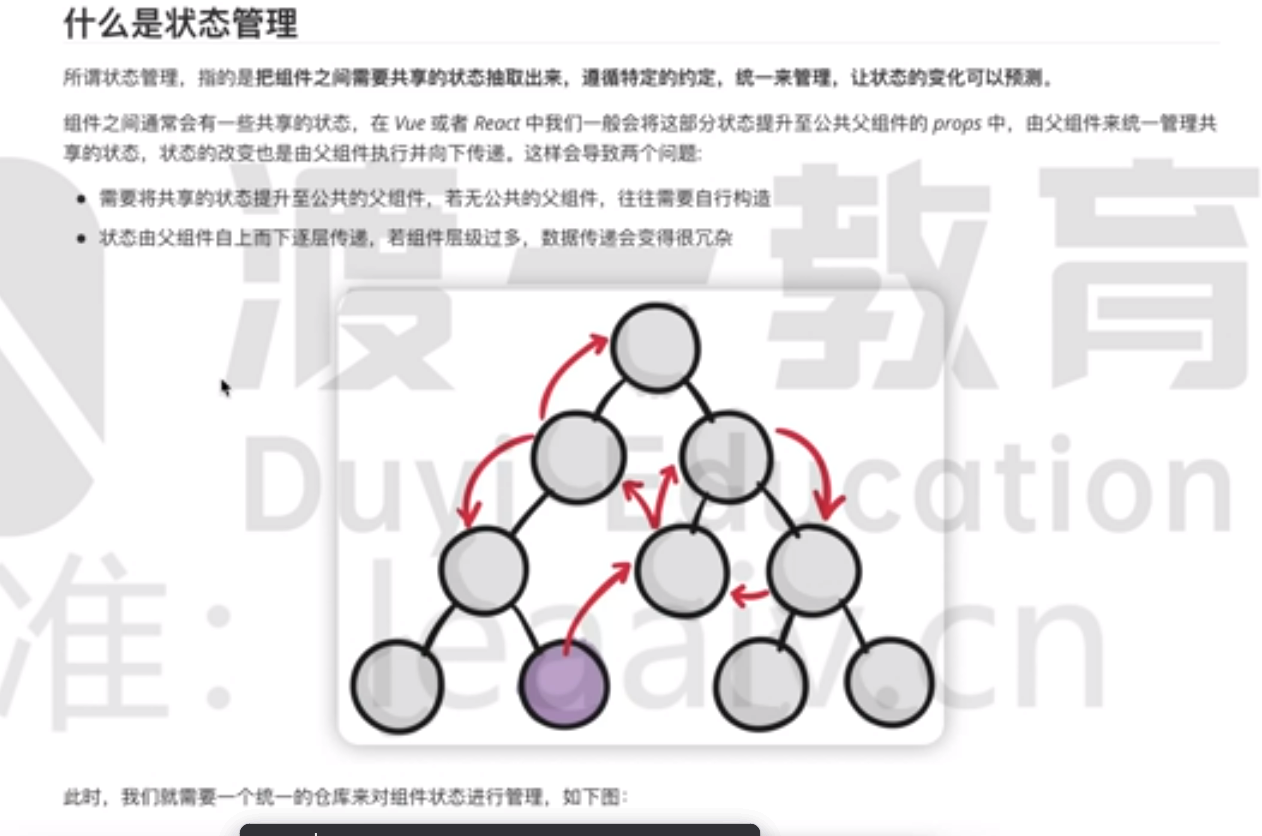 什么是状态管理
所谓状态管理，指的是把组件之间需要共享的状态抽取出来，遵循特定的约定，统一来管理，让状态的变化可以预测。
组件之间通常会有一些共享的状态，在 Vue 或者 React 中我们一般会将这部分状态提升至公共父组件的 props 中，由父组件来统一管理共
享的状态，状态的改变也是由父组件执行并向下传递。这样会导致两个问题:
需要将共享的状态提升至公共的父组件，若无公共的父组件，往往需要自行构造
状态由父组件自上而下逐层传递，若组件层级过多，数据传递会变得很冗杂
渡一教育
Duyi Education
准：
此时，我们就需要一个统一的仓库来对组件状态进行管理，如下图：